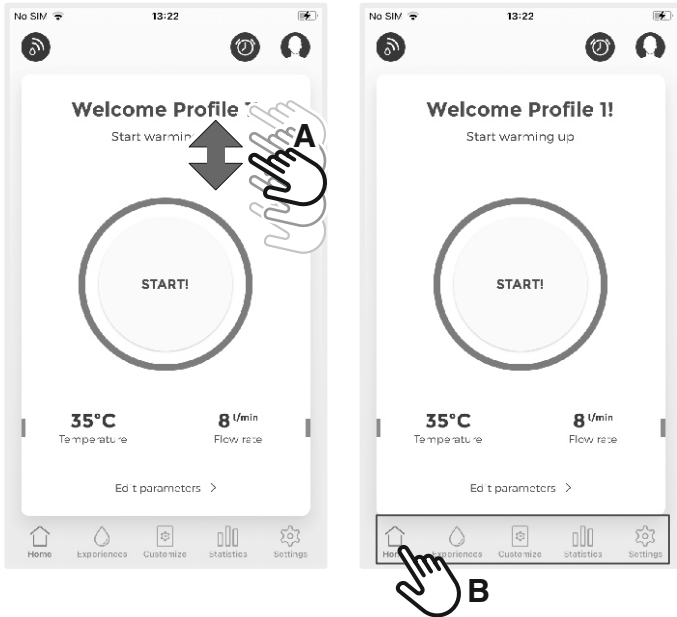 No SIM 13:22
Welcome Profile
Start warming
A
START!
35°C 8 l/min
Temperature Flow rate
Edit parameters >
Home Experiences Customize Statistics Settings
No SIM 13:22
Welcome Profile 1!
Start warming up
START!
35°C 8 l/min
Temperature Flow rate
Edit parameters >
Experiences Customize Statistics Settings
B